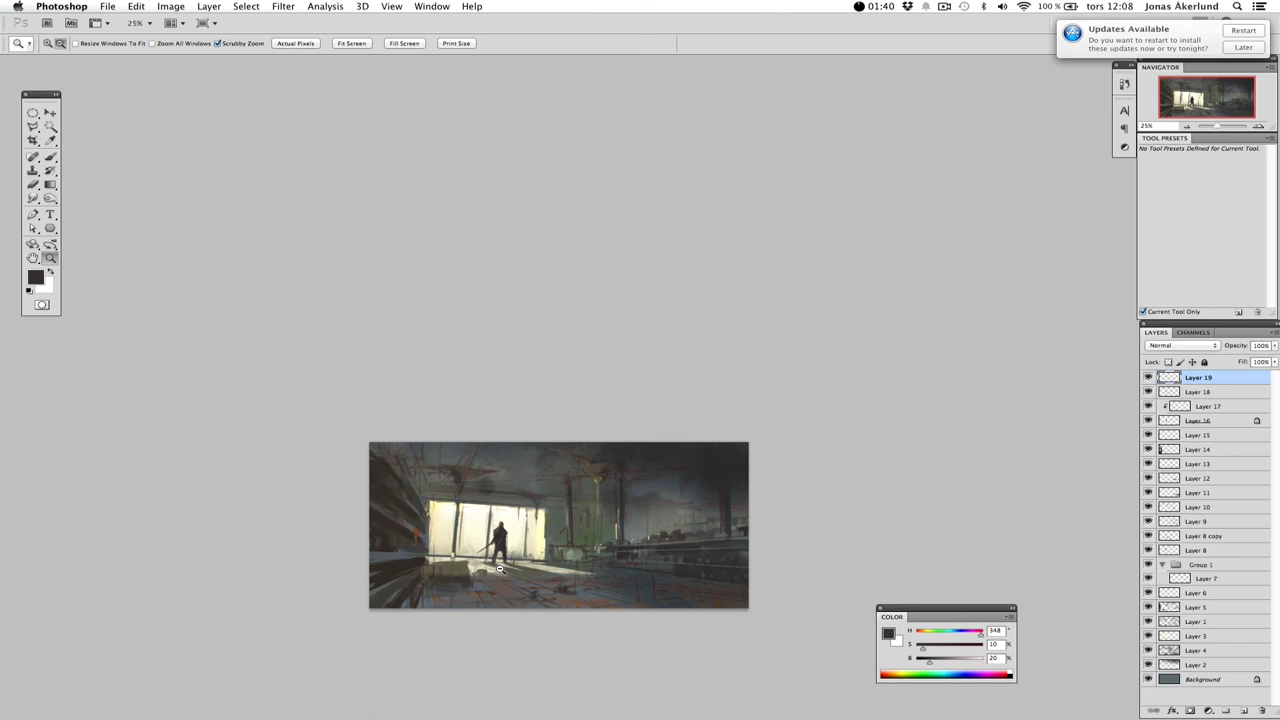 Photoshop File Edit Image Layer Select Filter Analysis 3D View Window Help 01:40 100 % tors 12:08 Jonas Åkerlund
Ps Br Mb 25%
Resize Windows To Fit Zoom All Windows Scrubby Zoom Actual Pixels Fit Screen Fill Screen Print Size
Updates Available
Do you want to restart to install
these updates now or try tonight?
Restart
Later
NAVIGATOR
25%
TOOL PRESETS
No Tool Presets Defined for Current Tool.
Current Tool Only
LAYERS CHANNELS
Normal Opacity: 100%
Lock: Fill: 100%
Layer 19
Layer 18
Layer 17
Layer 16
Layer 15
Layer 14
Layer 13
Layer 12
Layer 11
Layer 10
Layer 9
Layer 8 copy
Layer 8
Group 1
Layer 7
Layer 6
Layer 5
Layer 1
Layer 3
Layer 4
Layer 2
Background
COLOR
H 348 °
S 10 %
B 20 %